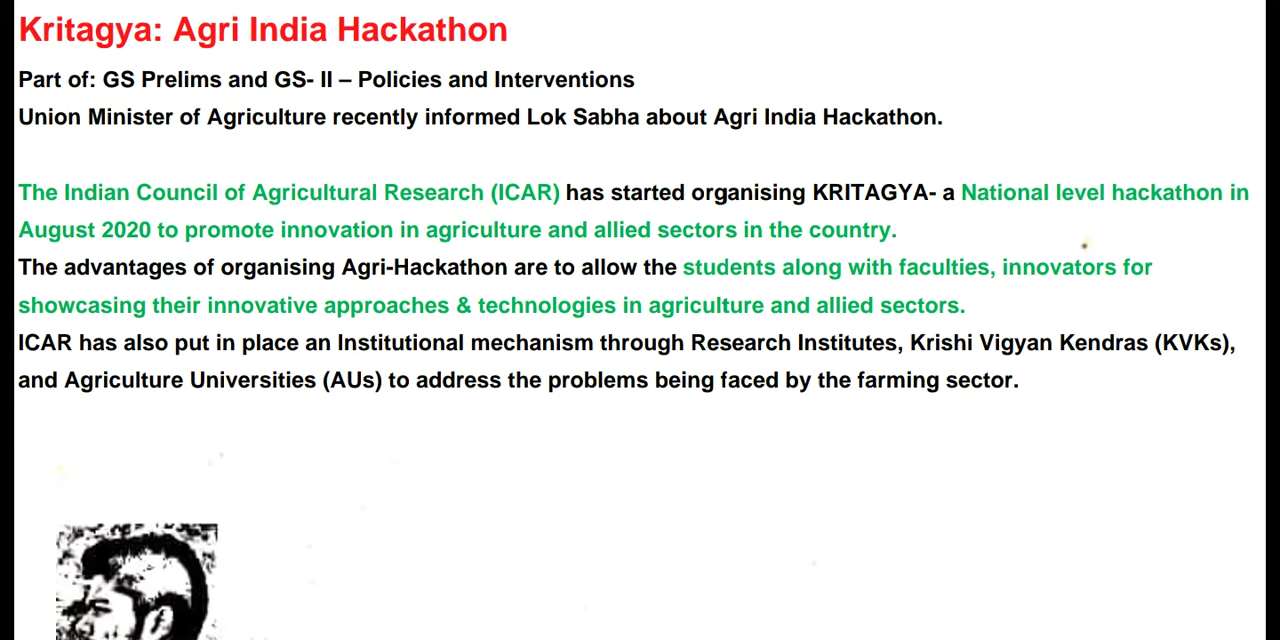 Kritagya: Agri India Hackathon
Part of: GS Prelims and GS- II – Policies and Interventions
Union Minister of Agriculture recently informed Lok Sabha about Agri India Hackathon.
The Indian Council of Agricultural Research (ICAR) has started organising KRITAGYA- a National level hackathon in
August 2020 to promote innovation in agriculture and allied sectors in the country.
The advantages of organising Agri-Hackathon are to allow the students along with faculties, innovators for
showcasing their innovative approaches & technologies in agriculture and allied sectors.
ICAR has also put in place an Institutional mechanism through Research Institutes, Krishi Vigyan Kendras (KVKs),
and Agriculture Universities (AUs) to address the problems being faced by the farming sector.